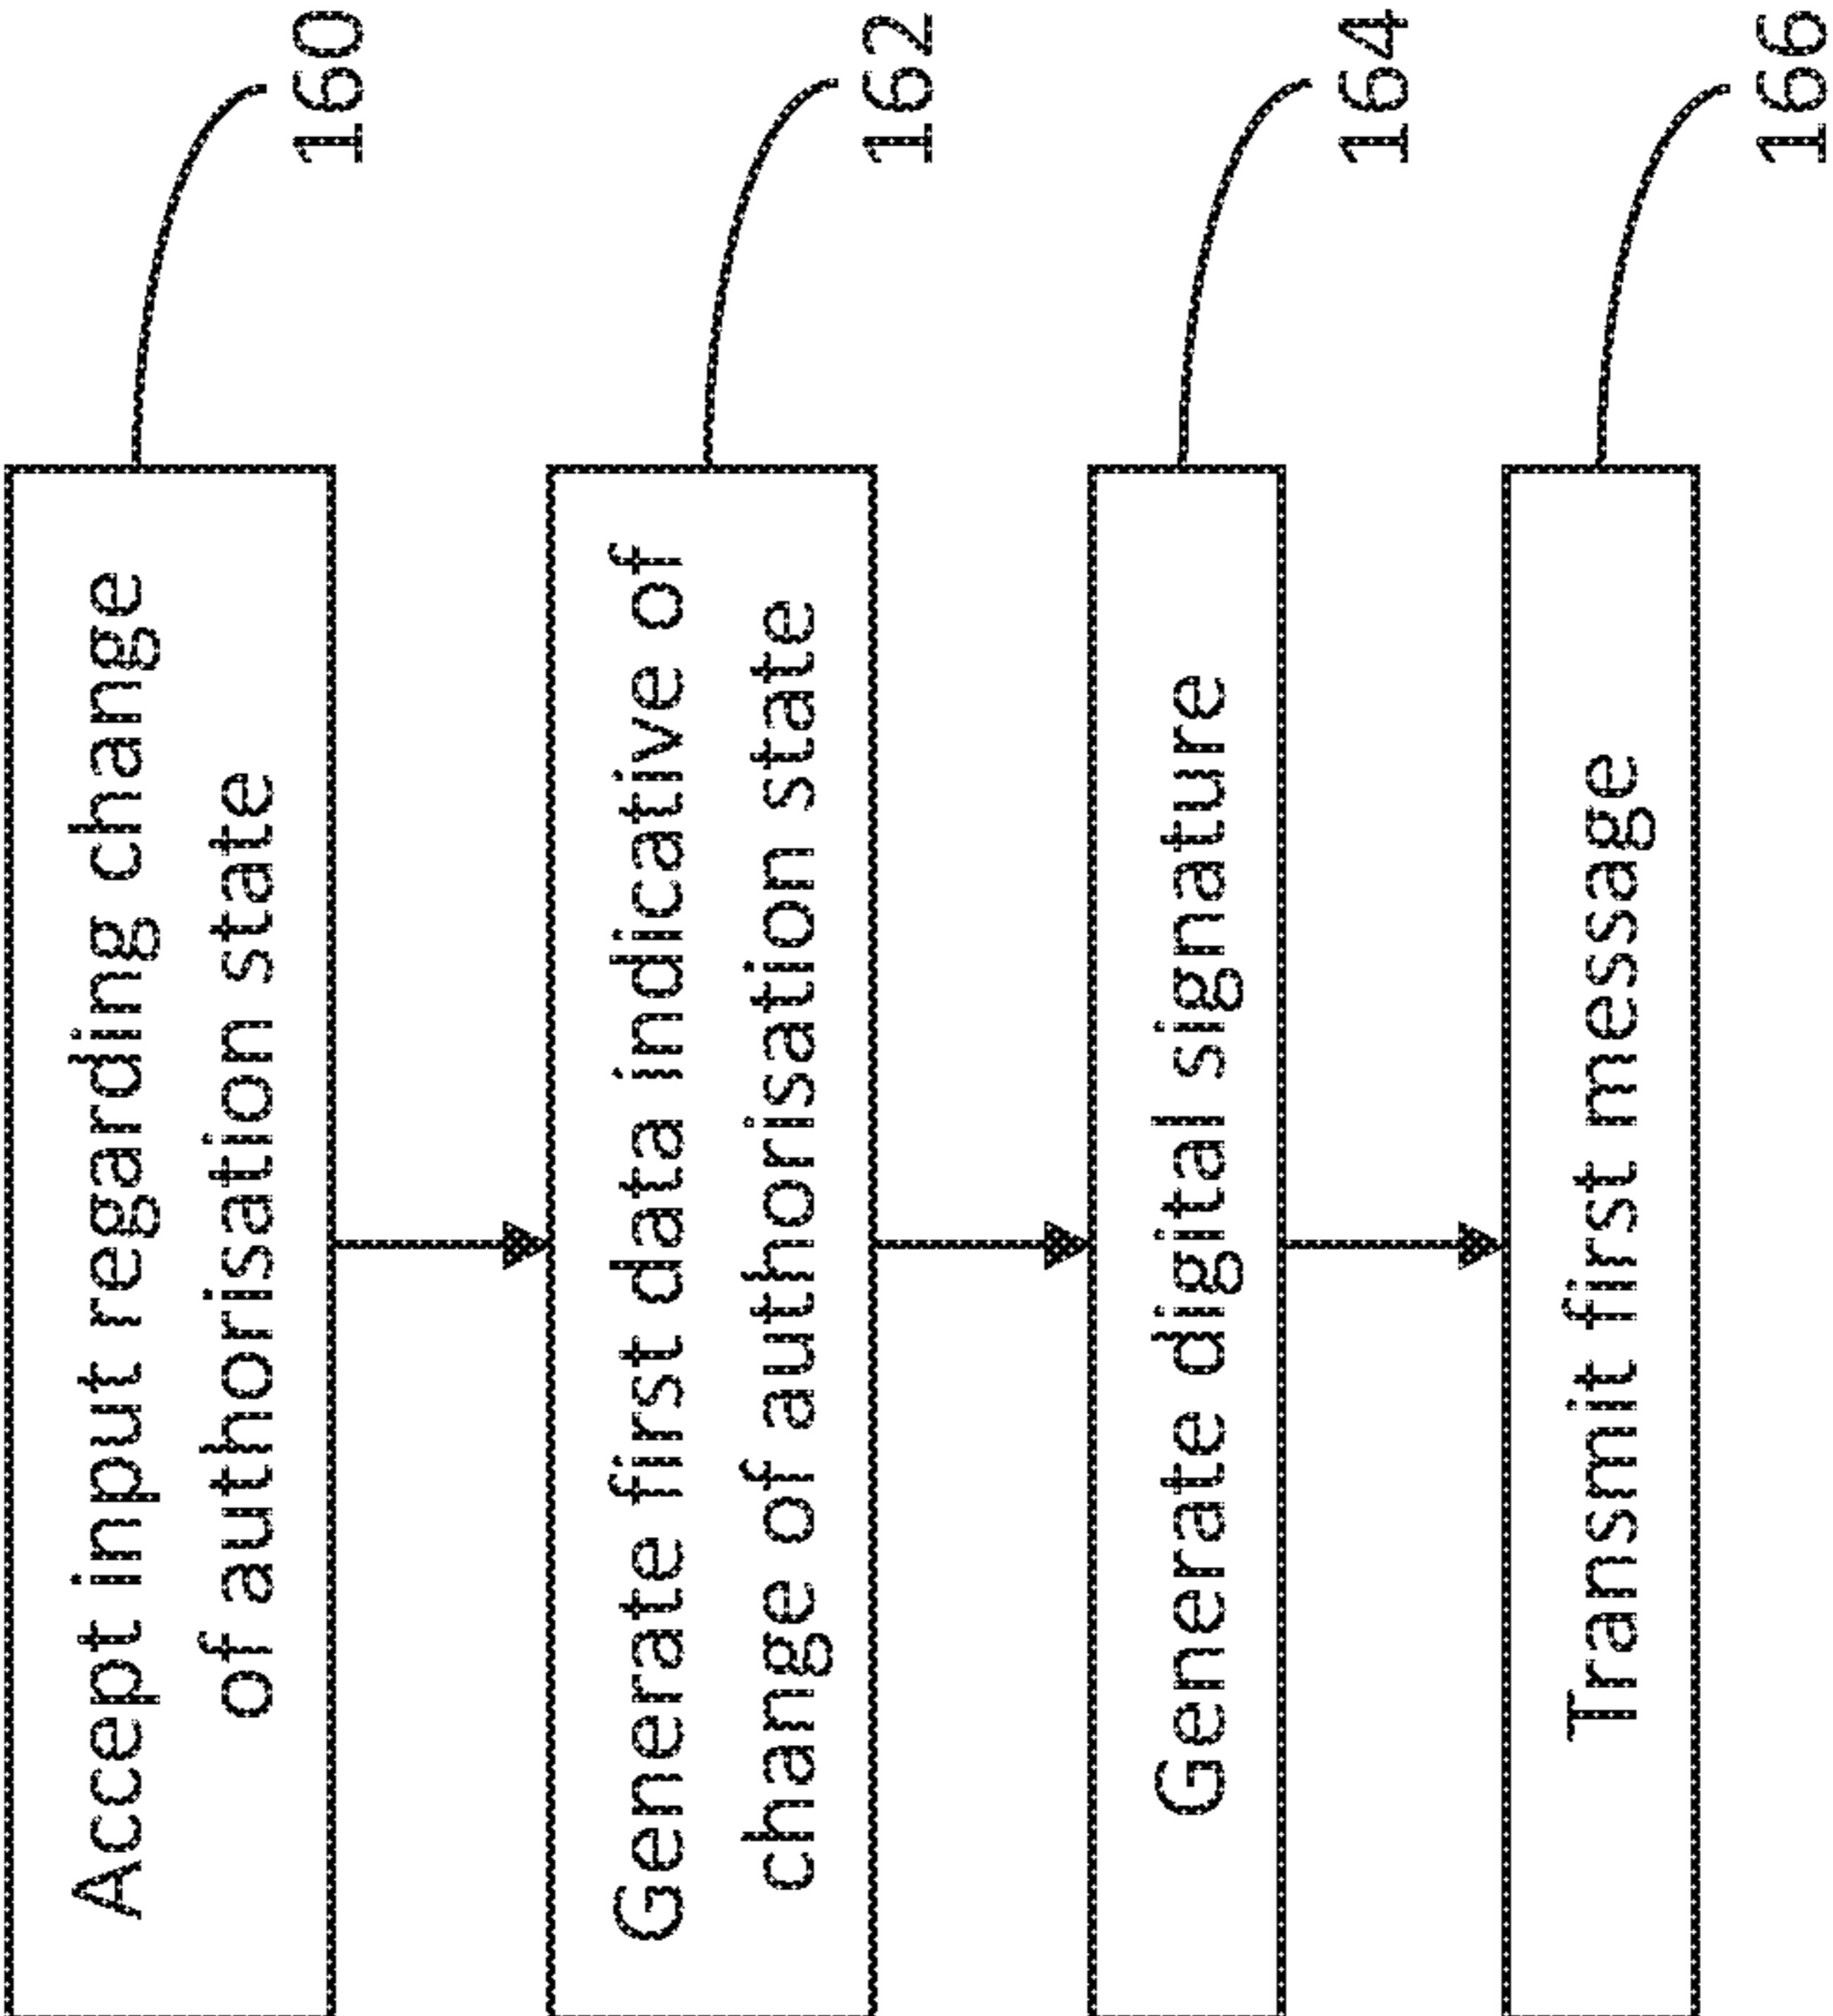 Accept input regarding change
of authorisation state
160
Generate first data indicative of
change of authorisation state
162
Generate digital signature
164
Transmit first message
166